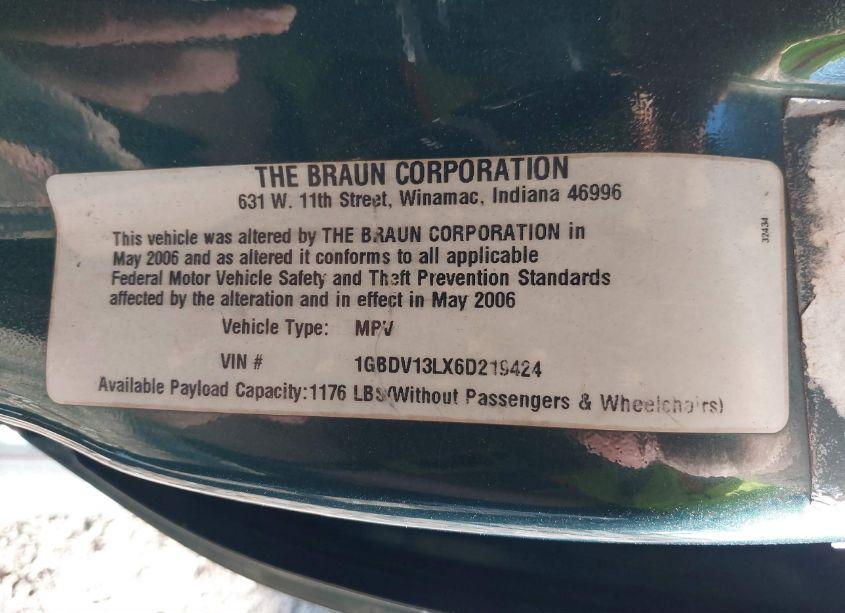 THE BRAUN CORPORATION
631 W. 11th Street, Winamac, Indiana 46996
32434
This vehicle was altered by THE BRAUN CORPORATION in
May 2006 and as altered it conforms to all applicable
Federal Motor Vehicle Safety and Theft Prevention Standards
affected by the alteration and in effect in May 2006
Vehicle Type: MPV
VIN # 1GBDV13LX6D219424
Available Payload Capacity:1176 LBS(Without Passengers & Wheelchairs)